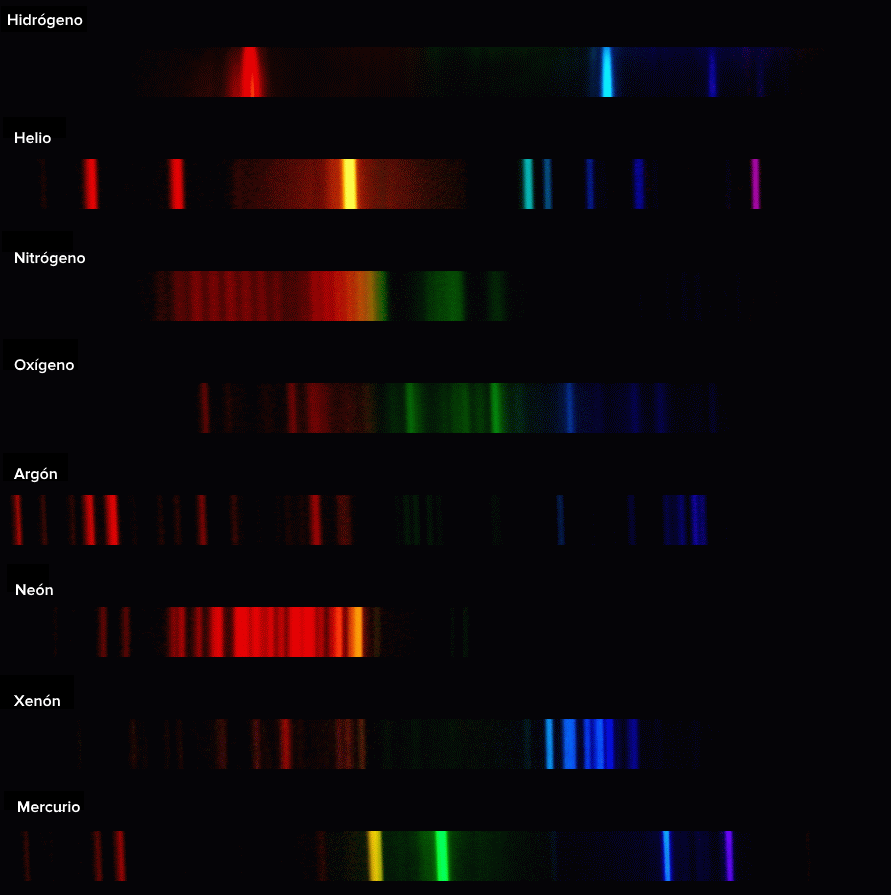 Hidrógeno
Helio
Nitrógeno
Oxígeno
Argón
Neón
Xenón
Mercurio